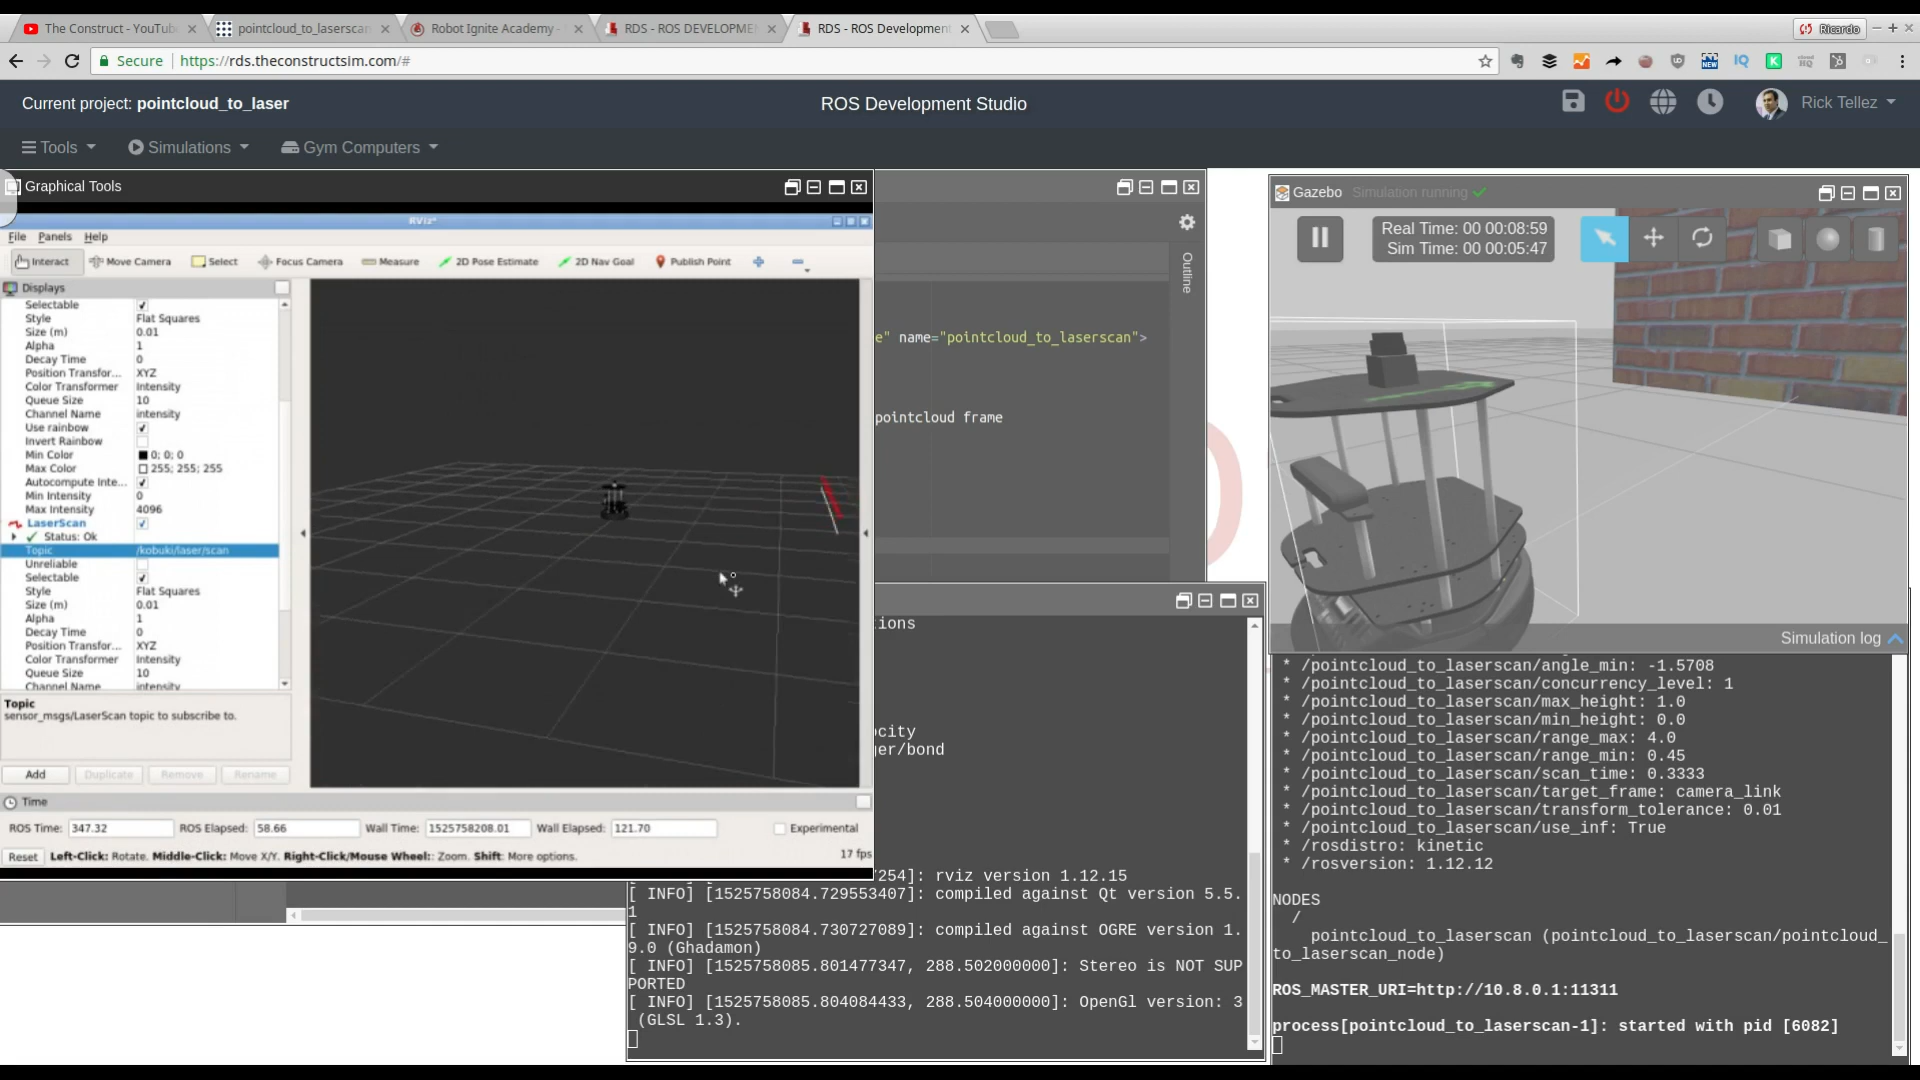 The Construct - YouTub
pointcloud_to_laserscan
Robot Ignite Academy -
RDS - ROS DEVELOPME
RDS - ROS Development
Ricardo
Secure
https://rds.theconstructsim.com/#
Current project: pointcloud_to_laser
ROS Development Studio
Rick Tellez
Tools
Simulations
Gym Computers
Graphical Tools
RViz*
File Panels Help
Interact
Move Camera
Select
Focus Camera
Measure
2D Pose Estimate
2D Nav Goal
Publish Point
Displays
Selectable
Style Flat Squares
Size (m) 0.01
Alpha 1
Decay Time 0
Position Transfor... XYZ
Color Transformer Intensity
Queue Size 10
Channel Name intensity
Use rainbow
Invert Rainbow
Min Color 0; 0; 0
Max Color 255; 255; 255
Autocompute Inte...
Min Intensity 0
Max Intensity 4096
LaserScan
Status: Ok
Topic /kobuki/laser/scan
Unreliable
Selectable
Style Flat Squares
Size (m) 0.01
Alpha 1
Decay Time 0
Position Transfor... XYZ
Color Transformer Intensity
Queue Size 10
Channel Name intensity
Topic
sensor_msgs/LaserScan topic to subscribe to.
Add Duplicate Remove Rename
Time
ROS Time: 347.32 ROS Elapsed: 58.66 Wall Time: 1525758208.01 Wall Elapsed: 121.70 Experimental
Reset Left-Click: Rotate. Middle-Click: Move X/Y. Right-Click/Mouse Wheel:: Zoom. Shift: More options. 17 fps
Outline
e" name="pointcloud_to_laserscan">
pointcloud frame
ions
ocity
ger/bond
7254]: rviz version 1.12.15
[ INFO] [1525758084.729553407]: compiled against Qt version 5.5.
1
[ INFO] [1525758084.730727089]: compiled against OGRE version 1.
9.0 (Ghadamon)
[ INFO] [1525758085.801477347, 288.502000000]: Stereo is NOT SUP
PORTED
[ INFO] [1525758085.804084433, 288.504000000]: OpenGl version: 3
(GLSL 1.3).
Gazebo Simulation running
Real Time: 00 00:08:59
Sim Time: 00 00:05:47
Simulation log
* /pointcloud_to_laserscan/angle_min: -1.5708
* /pointcloud_to_laserscan/concurrency_level: 1
* /pointcloud_to_laserscan/max_height: 1.0
* /pointcloud_to_laserscan/min_height: 0.0
* /pointcloud_to_laserscan/range_max: 4.0
* /pointcloud_to_laserscan/range_min: 0.45
* /pointcloud_to_laserscan/scan_time: 0.3333
* /pointcloud_to_laserscan/target_frame: camera_link
* /pointcloud_to_laserscan/transform_tolerance: 0.01
* /pointcloud_to_laserscan/use_inf: True
* /rosdistro: kinetic
* /rosversion: 1.12.12
NODES
/
pointcloud_to_laserscan (pointcloud_to_laserscan/pointcloud_
to_laserscan_node)
ROS_MASTER_URI=http://10.8.0.1:11311
process[pointcloud_to_laserscan-1]: started with pid [6082]